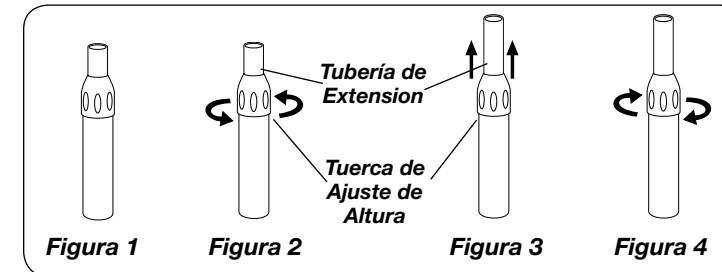 Tubería de
Extension
Tuerca de
Ajuste de
Altura
Figura 1
Figura 2
Figura 3
Figura 4